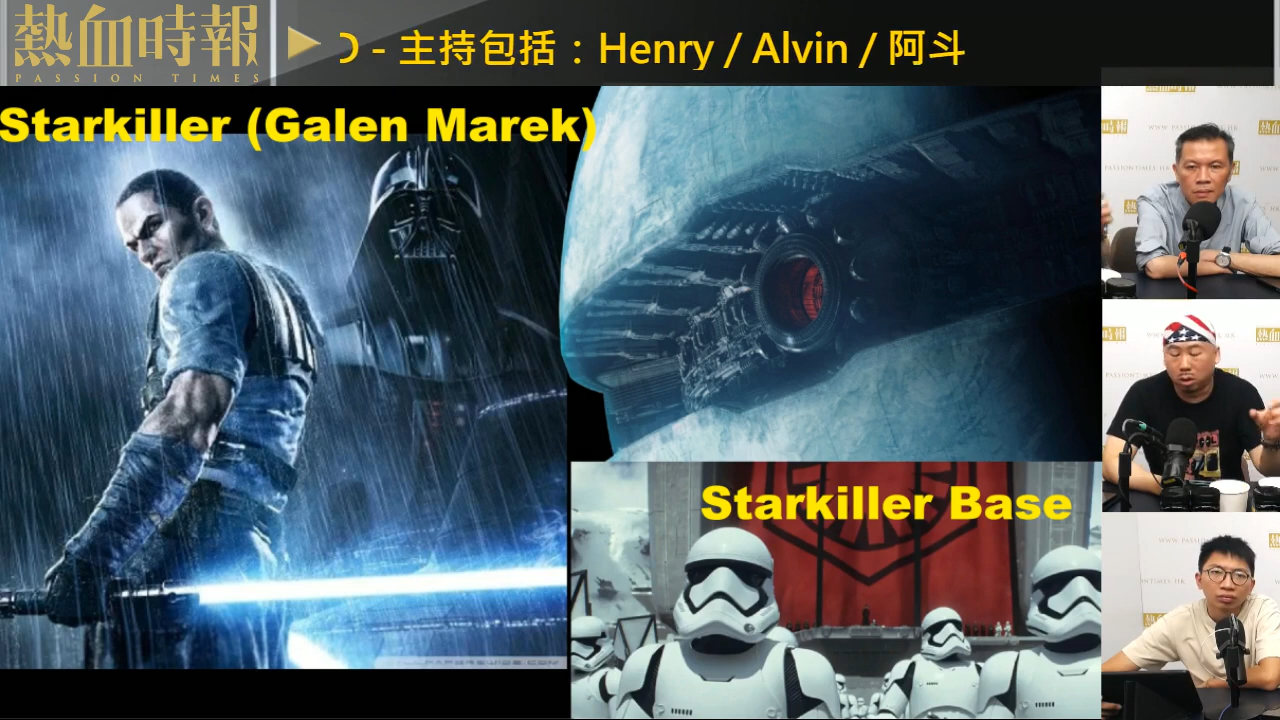 熱血時報
PASSION TIMES
- 主持包括：Henry / Alvin / 阿斗
Starkiller (Galen Marek)
Starkiller Base